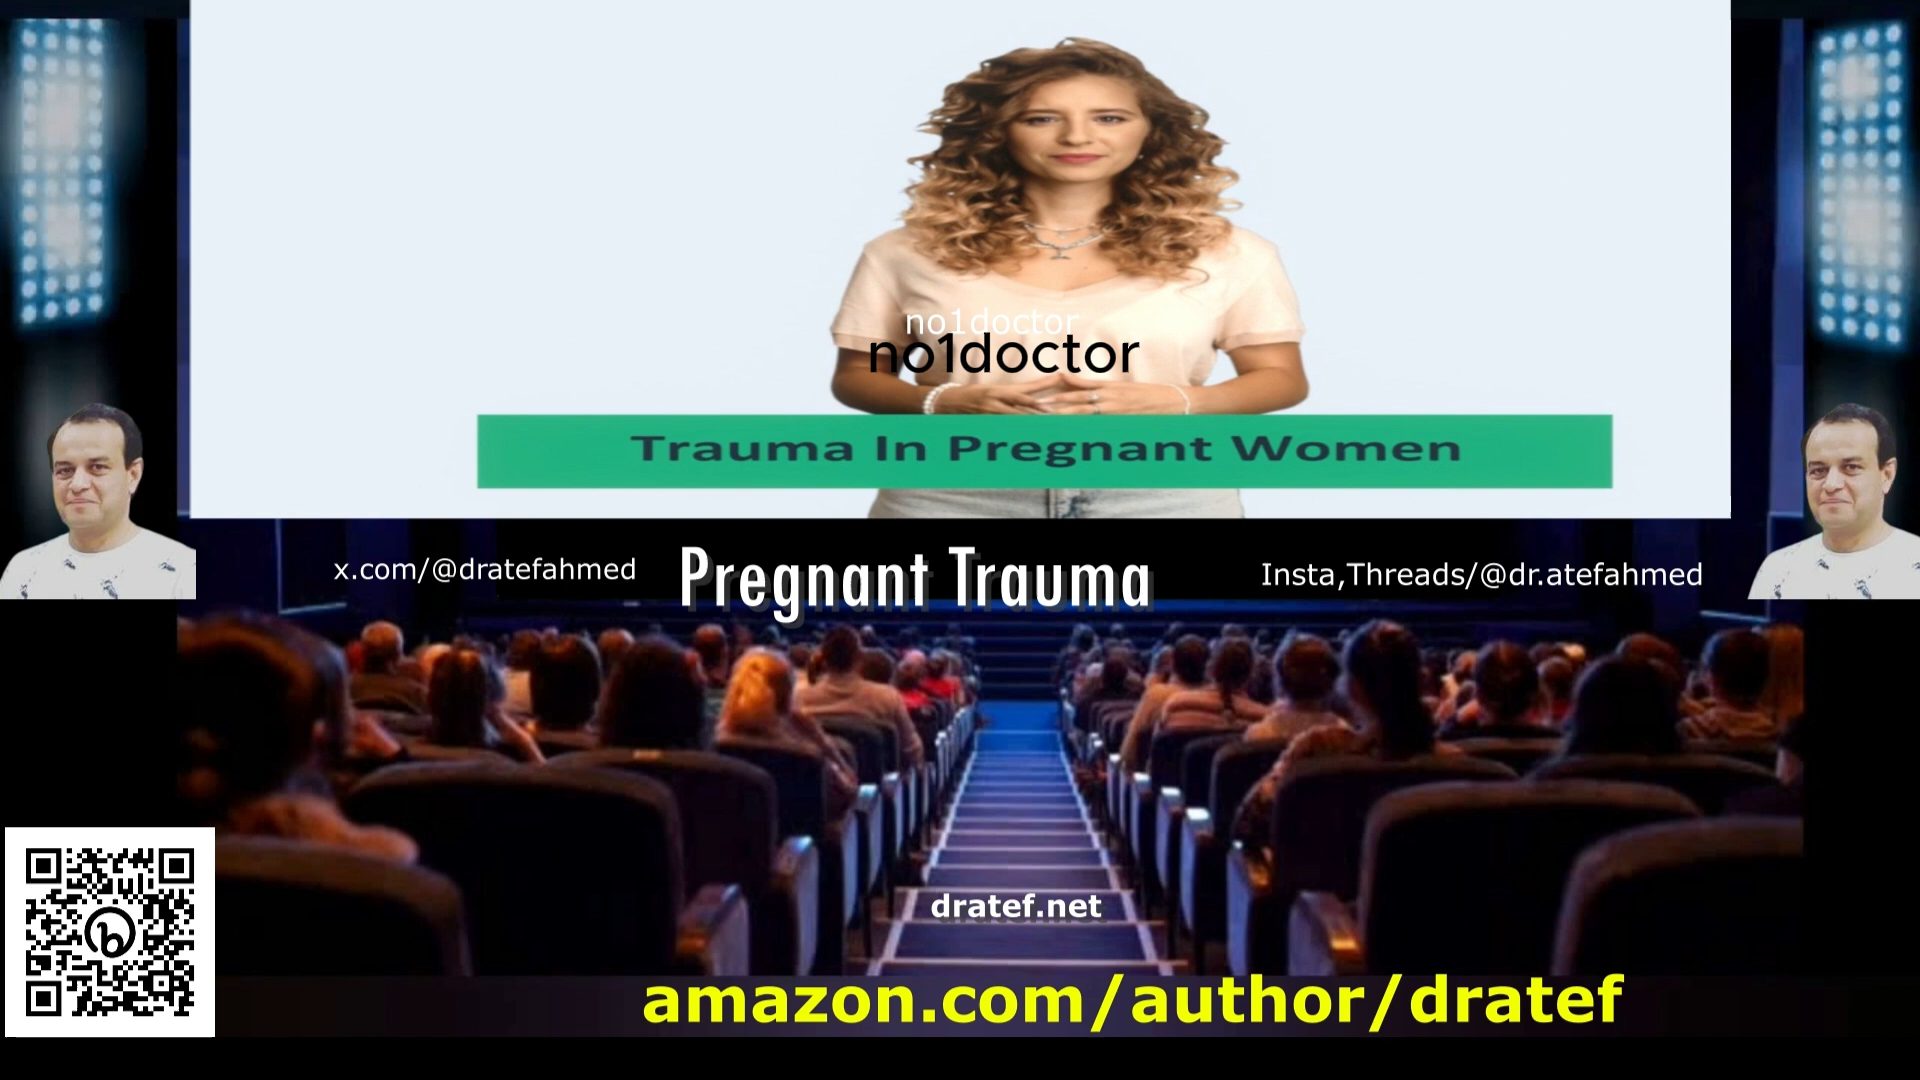 no1doctor
no1doctor
Trauma In Pregnant Women
x.com/@dratefahmed
Pregnant Trauma
Insta,Threads/@dr.atefahmed
dratef.net
amazon.com/author/dratef